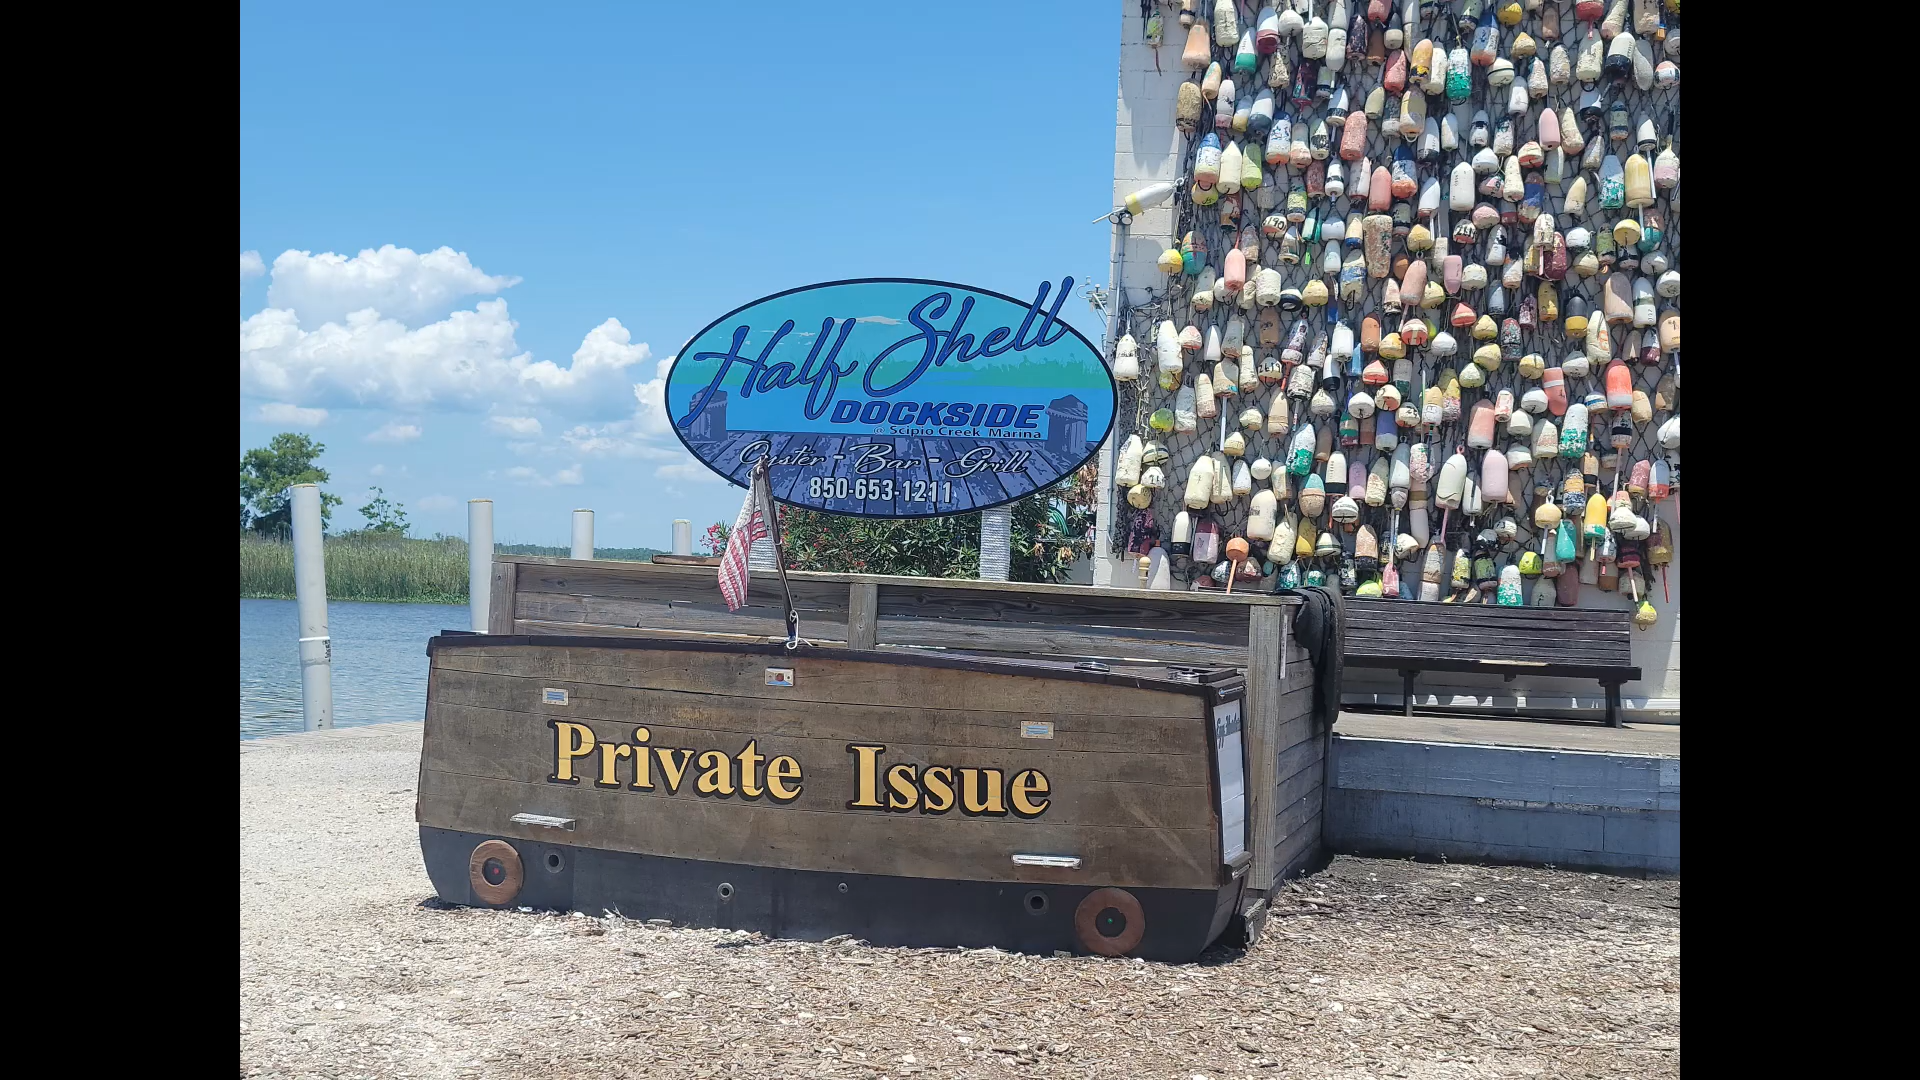 Half Shell
DOCKSIDE
@ Scipio Creek Marina
Oyster - Bar - Grill
850-653-1211
Private Issue